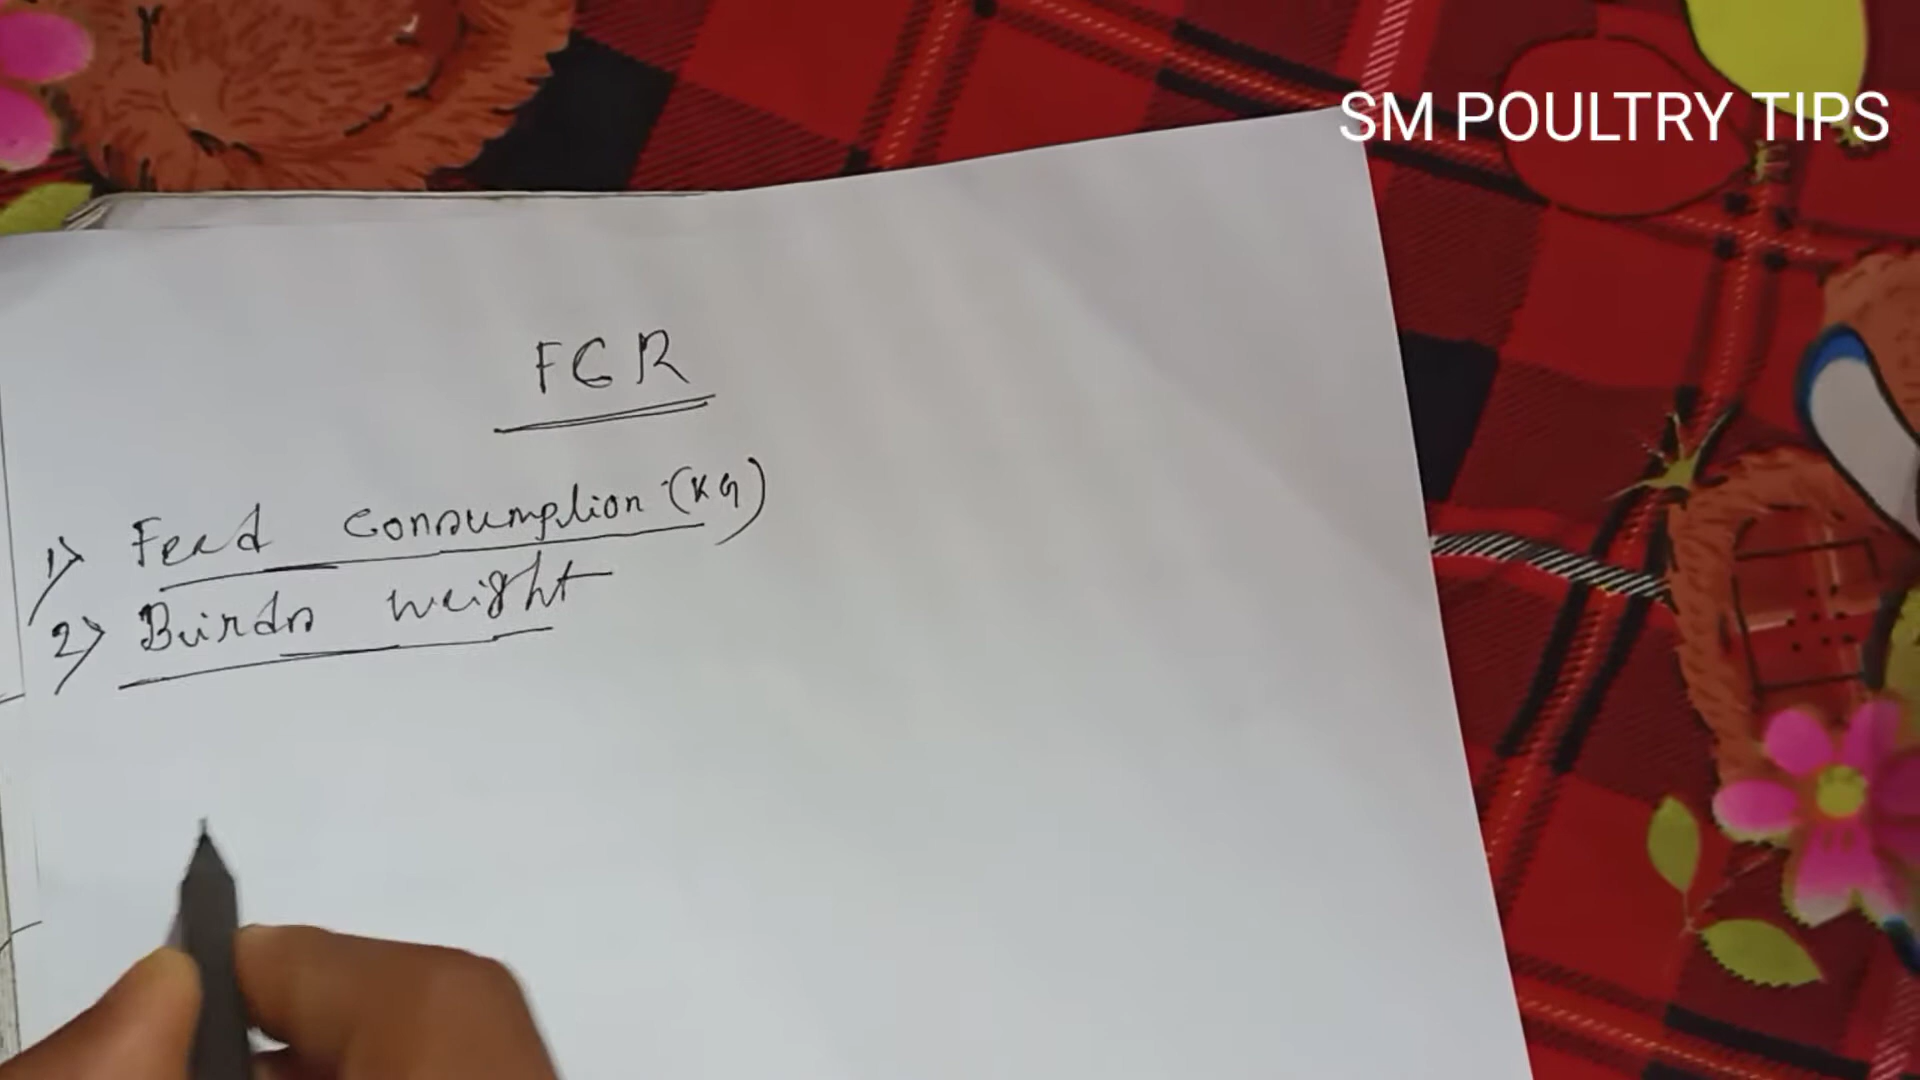 SM POULTRY TIPS
FCR
1) Feed Consumption (KG)
2) Birds weight